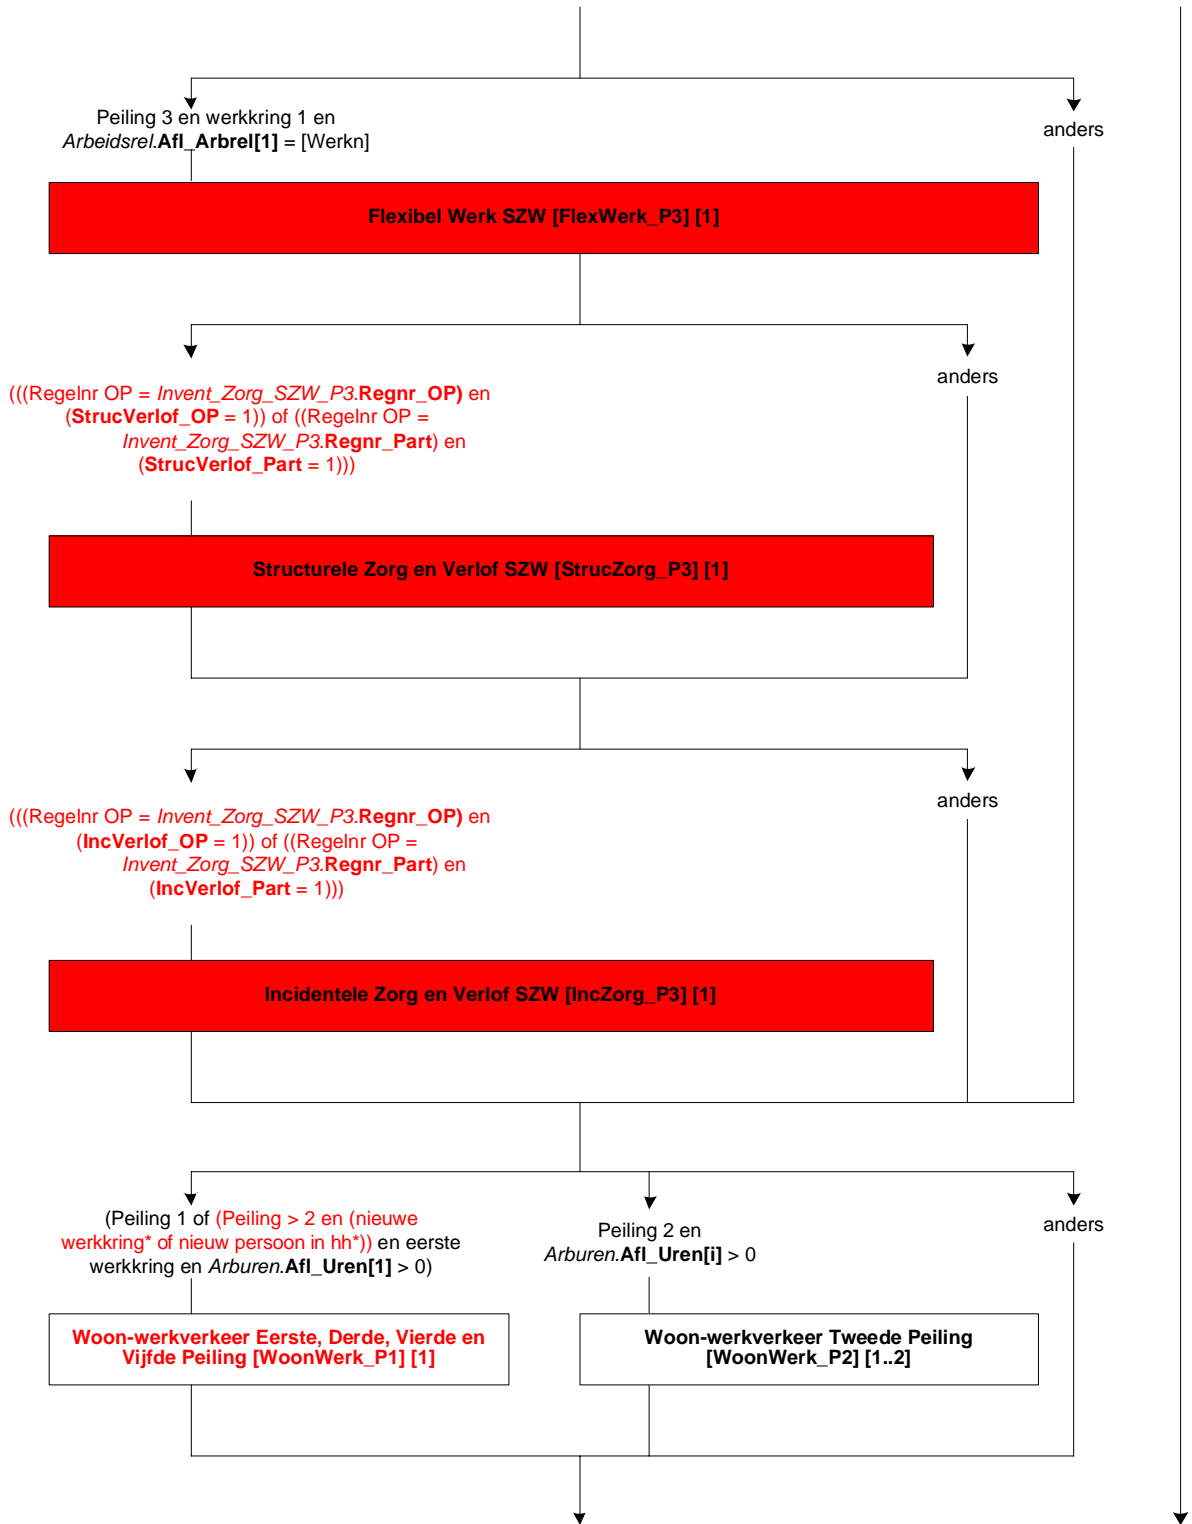 Peiling 3 en werkkring 1 en
Arbeidsrel.Afl_Arbrel[1] = [Werkn]
anders
Flexibel Werk SZW [FlexWerk_P3] [1]
(((Regelnr OP = Invent_Zorg_SZW_P3.Regnr_OP) en
(StrucVerlof_OP = 1)) of ((Regelnr OP =
Invent_Zorg_SZW_P3.Regnr_Part) en
(StrucVerlof_Part = 1)))
anders
Structurele Zorg en Verlof SZW [StrucZorg_P3] [1]
(((Regelnr OP = Invent_Zorg_SZW_P3.Regnr_OP) en
(IncVerlof_OP = 1)) of ((Regelnr OP =
Invent_Zorg_SZW_P3.Regnr_Part) en
(IncVerlof_Part = 1)))
anders
Incidentele Zorg en Verlof SZW [IncZorg_P3] [1]
(Peiling 1 of (Peiling > 2 en (nieuwe
werkkring* of nieuw persoon in hh*)) en eerste
werkkring en Arburen.Afl_Uren[1] > 0)
Peiling 2 en
Arburen.Afl_Uren[i] > 0
anders
Woon-werkverkeer Eerste, Derde, Vierde en
Vijfde Peiling [WoonWerk_P1] [1]
Woon-werkverkeer Tweede Peiling
[WoonWerk_P2] [1..2]